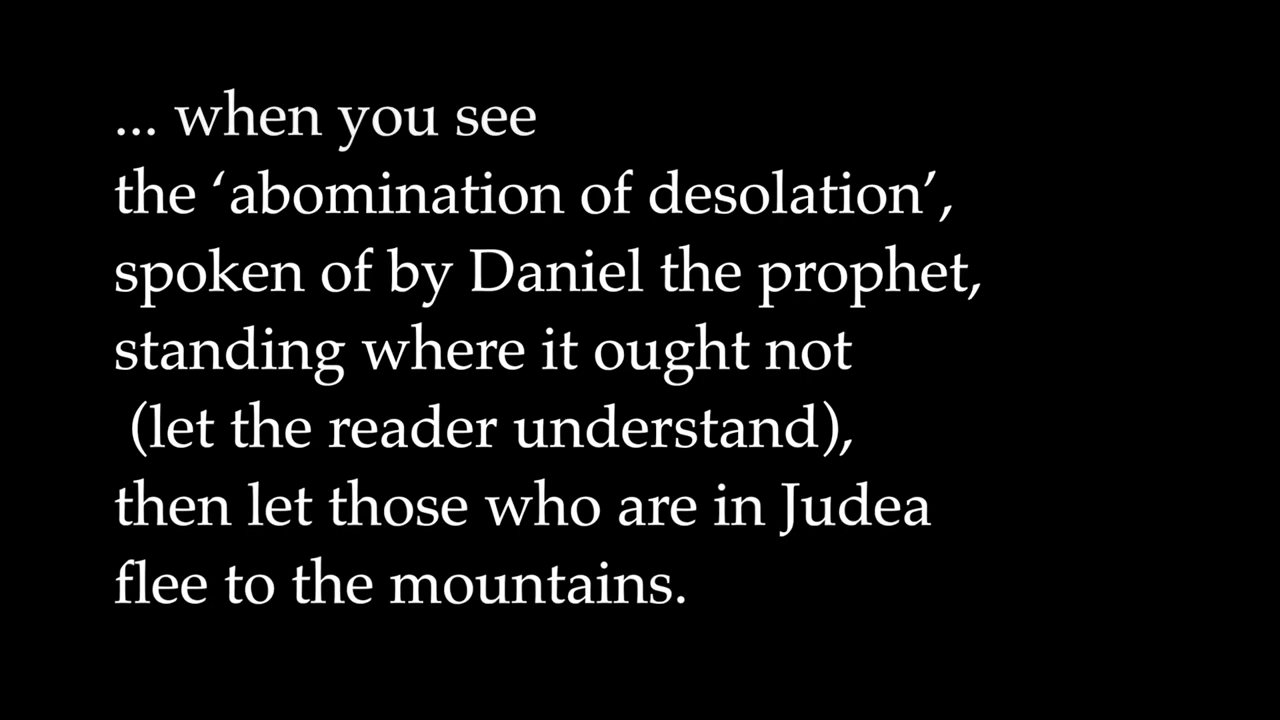 ... when you see
the ‘abomination of desolation’,
spoken of by Daniel the prophet,
standing where it ought not
(let the reader understand),
then let those who are in Judea
flee to the mountains.